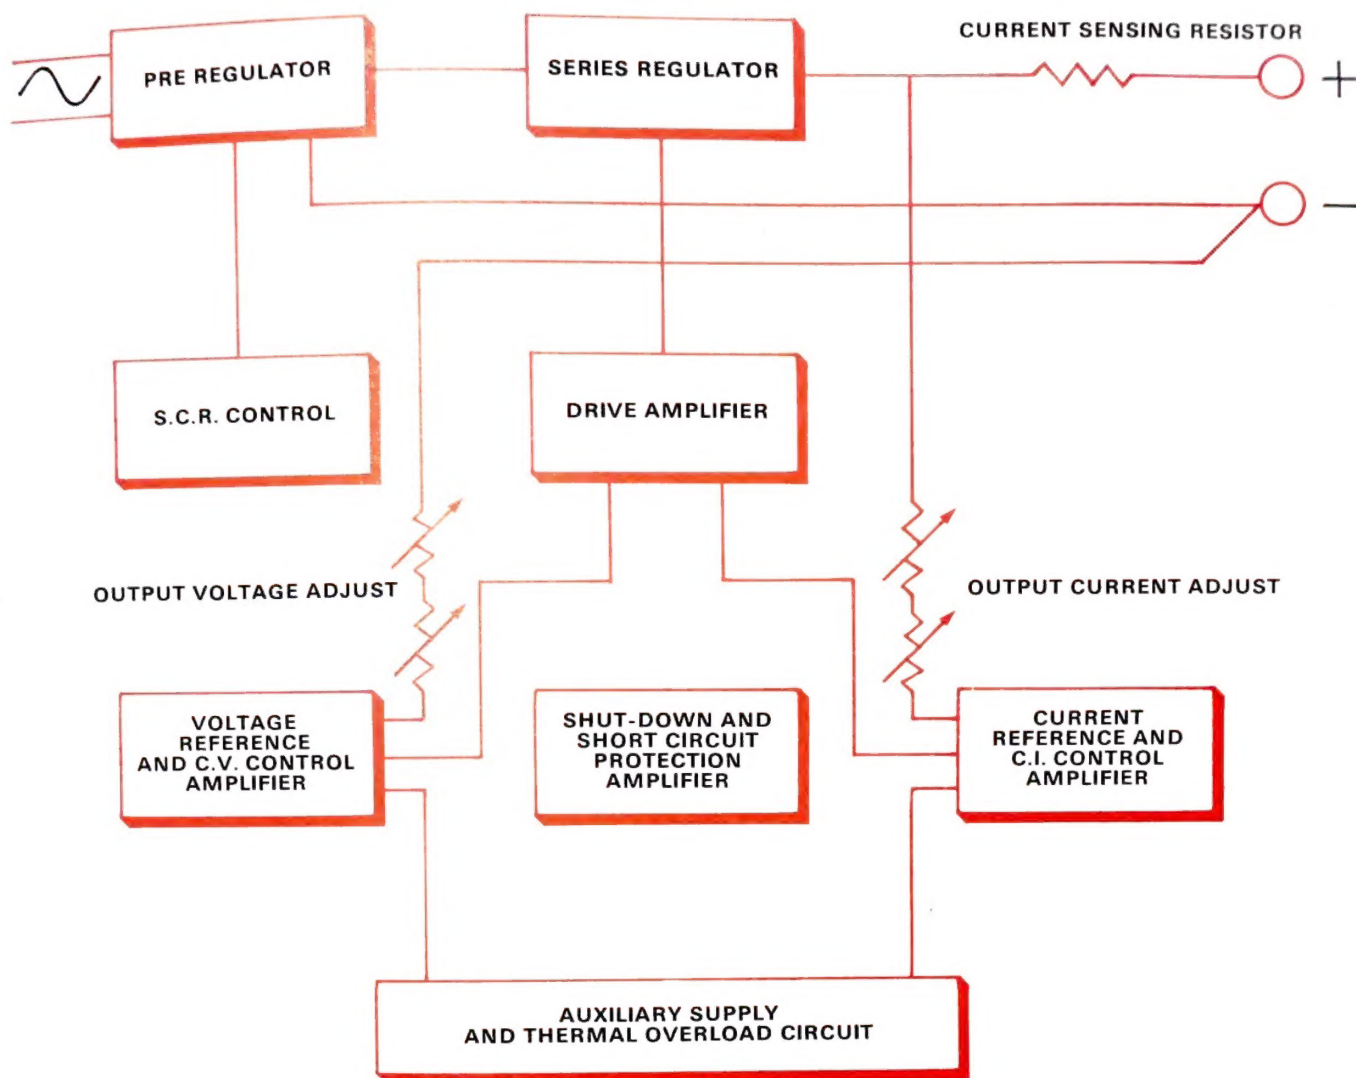 CURRENT SENSING RESISTOR
PRE REGULATOR
SERIES REGULATOR
+
−
S.C.R. CONTROL
DRIVE AMPLIFIER
OUTPUT VOLTAGE ADJUST
OUTPUT CURRENT ADJUST
VOLTAGE
REFERENCE
AND C.V. CONTROL
AMPLIFIER
SHUT-DOWN AND
SHORT CIRCUIT
PROTECTION
AMPLIFIER
CURRENT
REFERENCE AND
C.I. CONTROL
AMPLIFIER
AUXILIARY SUPPLY
AND THERMAL OVERLOAD CIRCUIT